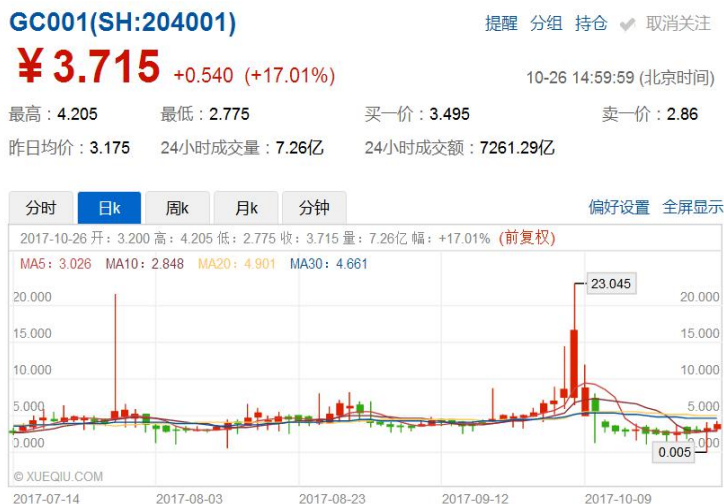 GC001(SH:204001)
提醒 分组 持仓 取消关注
¥3.715 +0.540 (+17.01%)
10-26 14:59:59 (北京时间)
最高：4.205 最低：2.775 买一价：3.495 卖一价：2.86
昨日均价：3.175 24小时成交量：7.26亿 24小时成交额：7261.29亿
分时 日k 周k 月k 分钟 偏好设置 全屏显示
2017-10-26 开：3.200 高：4.205 低：2.775 收：3.715 量：7.26亿 幅：+17.01% (前复权)
MA5：3.026 MA10：2.848 MA20：4.901 MA30：4.661
23.045
20.000 20.000
15.000 15.000
10.000 10.000
5.000 5.000
0.000
0.005
© XUEQIU.COM
2017-07-14 2017-08-03 2017-08-23 2017-09-12 2017-10-09